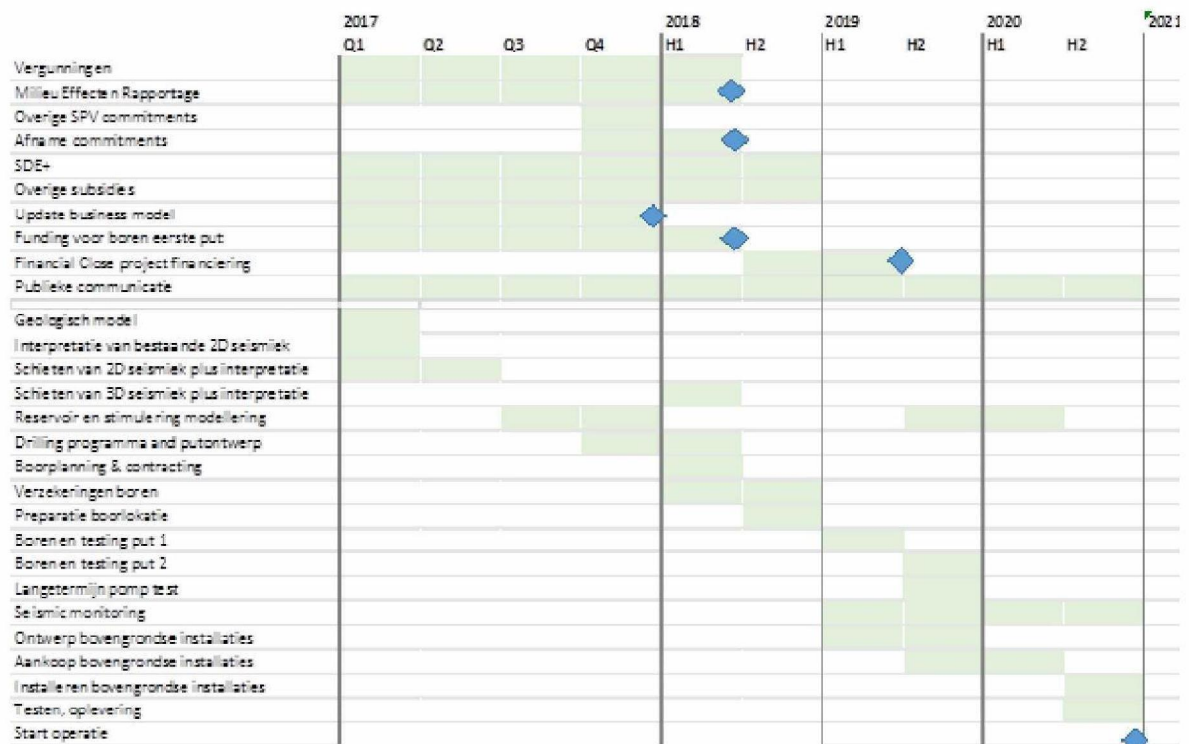 2017 2018 2019 2020 2021
Q1 Q2 Q3 Q4 H1 H2 H1 H2 H1 H2
Vergunningen
Milieu Effecten Rapportage
Overige SPV commitments
Afname commitments
SDE+
Overige subsidies
Update business model
Funding voor boren eerste put
Financial Close project financiering
Publieke communicatie
Geologisch model
Interpretatie van bestaande 2D seismiek
Schieten van 2D seismiek plus interpretatie
Schieten van 3D seismiek plus interpretatie
Reservoir en stimulering modellering
Drilling programma and putontwerp
Boorplanning & contracting
Verzekeringen boren
Preparatie boorlokatie
Boren en testing put 1
Boren en testing put 2
Langetermijn pomp test
Seismic monitoring
Ontwerp bovengrondse installaties
Aankoop bovengrondse installaties
Installeren bovengrondse installaties
Testen, oplevering
Start operatie